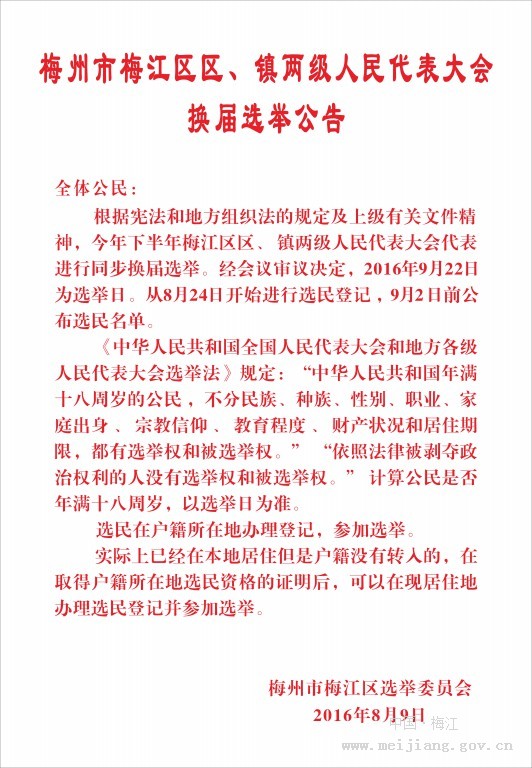 梅州市梅江区区、镇两级人民代表大会
换届选举公告
全体公民：
根据宪法和地方组织法的规定及上级有关文件精
神，今年下半年梅江区区、镇两级人民代表大会代表
进行同步换届选举。经会议审议决定，2016年9月22日
为选举日。从8月24日开始进行选民登记，9月2日前公
布选民名单。
《中华人民共和国全国人民代表大会和地方各级
人民代表大会选举法》规定：“中华人民共和国年满
十八周岁的公民，不分民族、种族、性别、职业、家
庭出身、宗教信仰、教育程度、财产状况和居住期
限，都有选举权和被选举权。” “依照法律被剥夺政
治权利的人没有选举权和被选举权。” 计算公民是否
年满十八周岁，以选举日为准。
选民在户籍所在地办理登记，参加选举。
实际上已经在本地居住但是户籍没有转入的，在
取得户籍所在地选民资格的证明后，可以在现居住地
办理选民登记并参加选举。
梅州市梅江区选举委员会
2016年8月9日
中国·梅江
www.meijiang.gov.cn